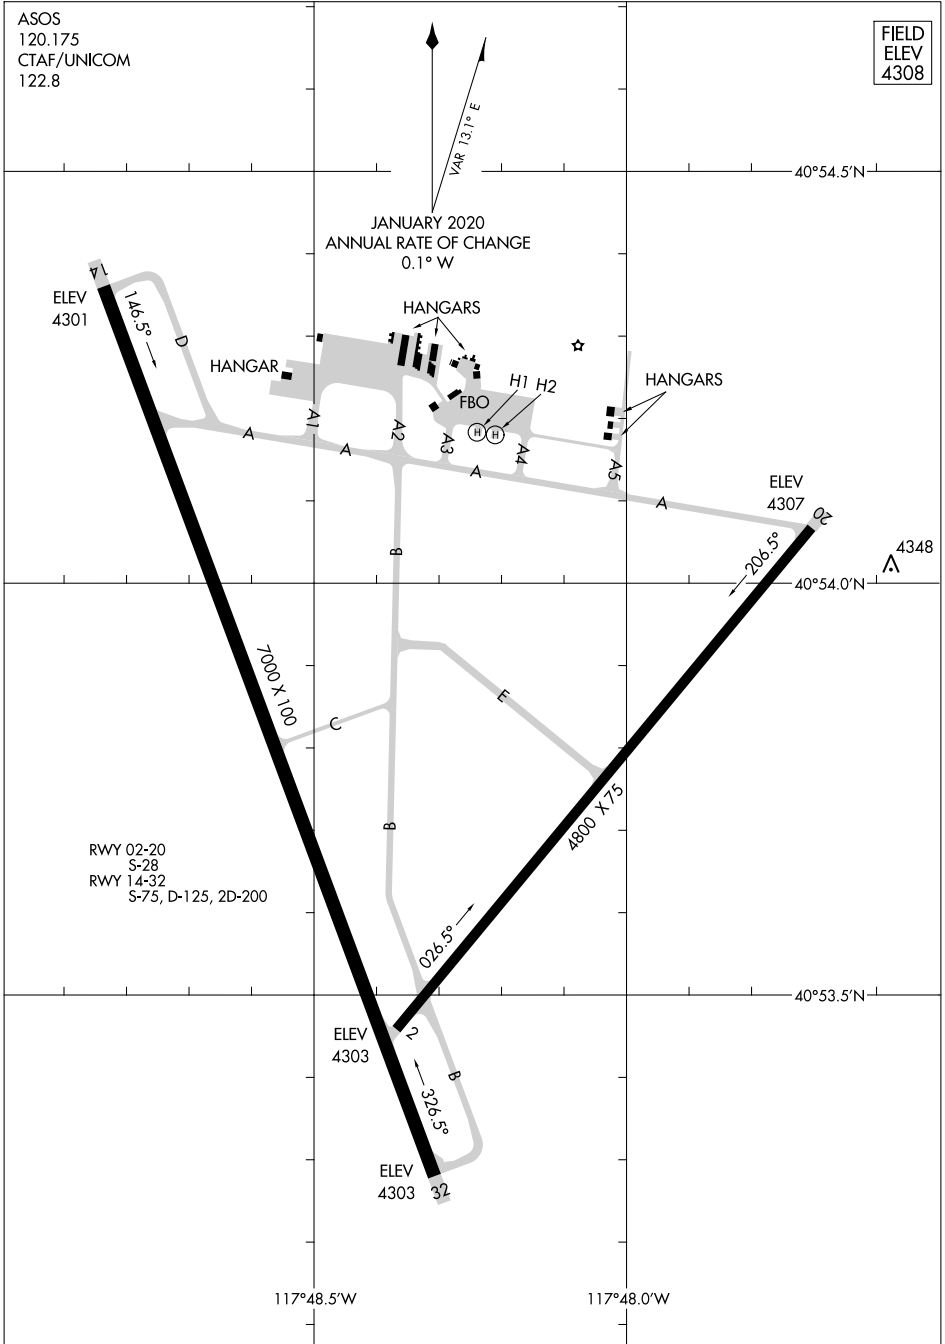 ASOS
120.175
CTAF/UNICOM
122.8
FIELD
ELEV
4308
VAR 13.1° E
40°54.5'N
JANUARY 2020
ANNUAL RATE OF CHANGE
0.1° W
14
ELEV
4301
146.5°
D
HANGARS
HANGAR
H1 H2
FBO
HANGARS
H
H
A1
A2
A3
A4
A5
A
A
A
A
ELEV
4307
20
206.5°
4348
40°54.0'N
B
E
7000 X 100
C
4800 X 75
B
RWY 02-20
S-28
RWY 14-32
S-75, D-125, 2D-200
026.5°
40°53.5'N
ELEV
4303
2
B
326.5°
ELEV
4303
32
117°48.5'W
117°48.0'W